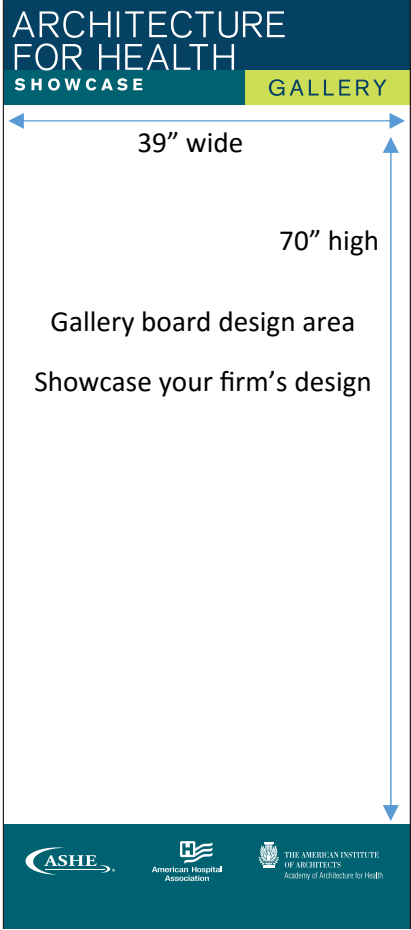 ARCHITECTURE
FOR HEALTH
SHOWCASE
GALLERY
39” wide
70” high
Gallery board design area
Showcase your firm’s design
ASHE
American Hospital
Association
THE AMERICAN INSTITUTE
OF ARCHITECTS
Academy of Architecture for Health